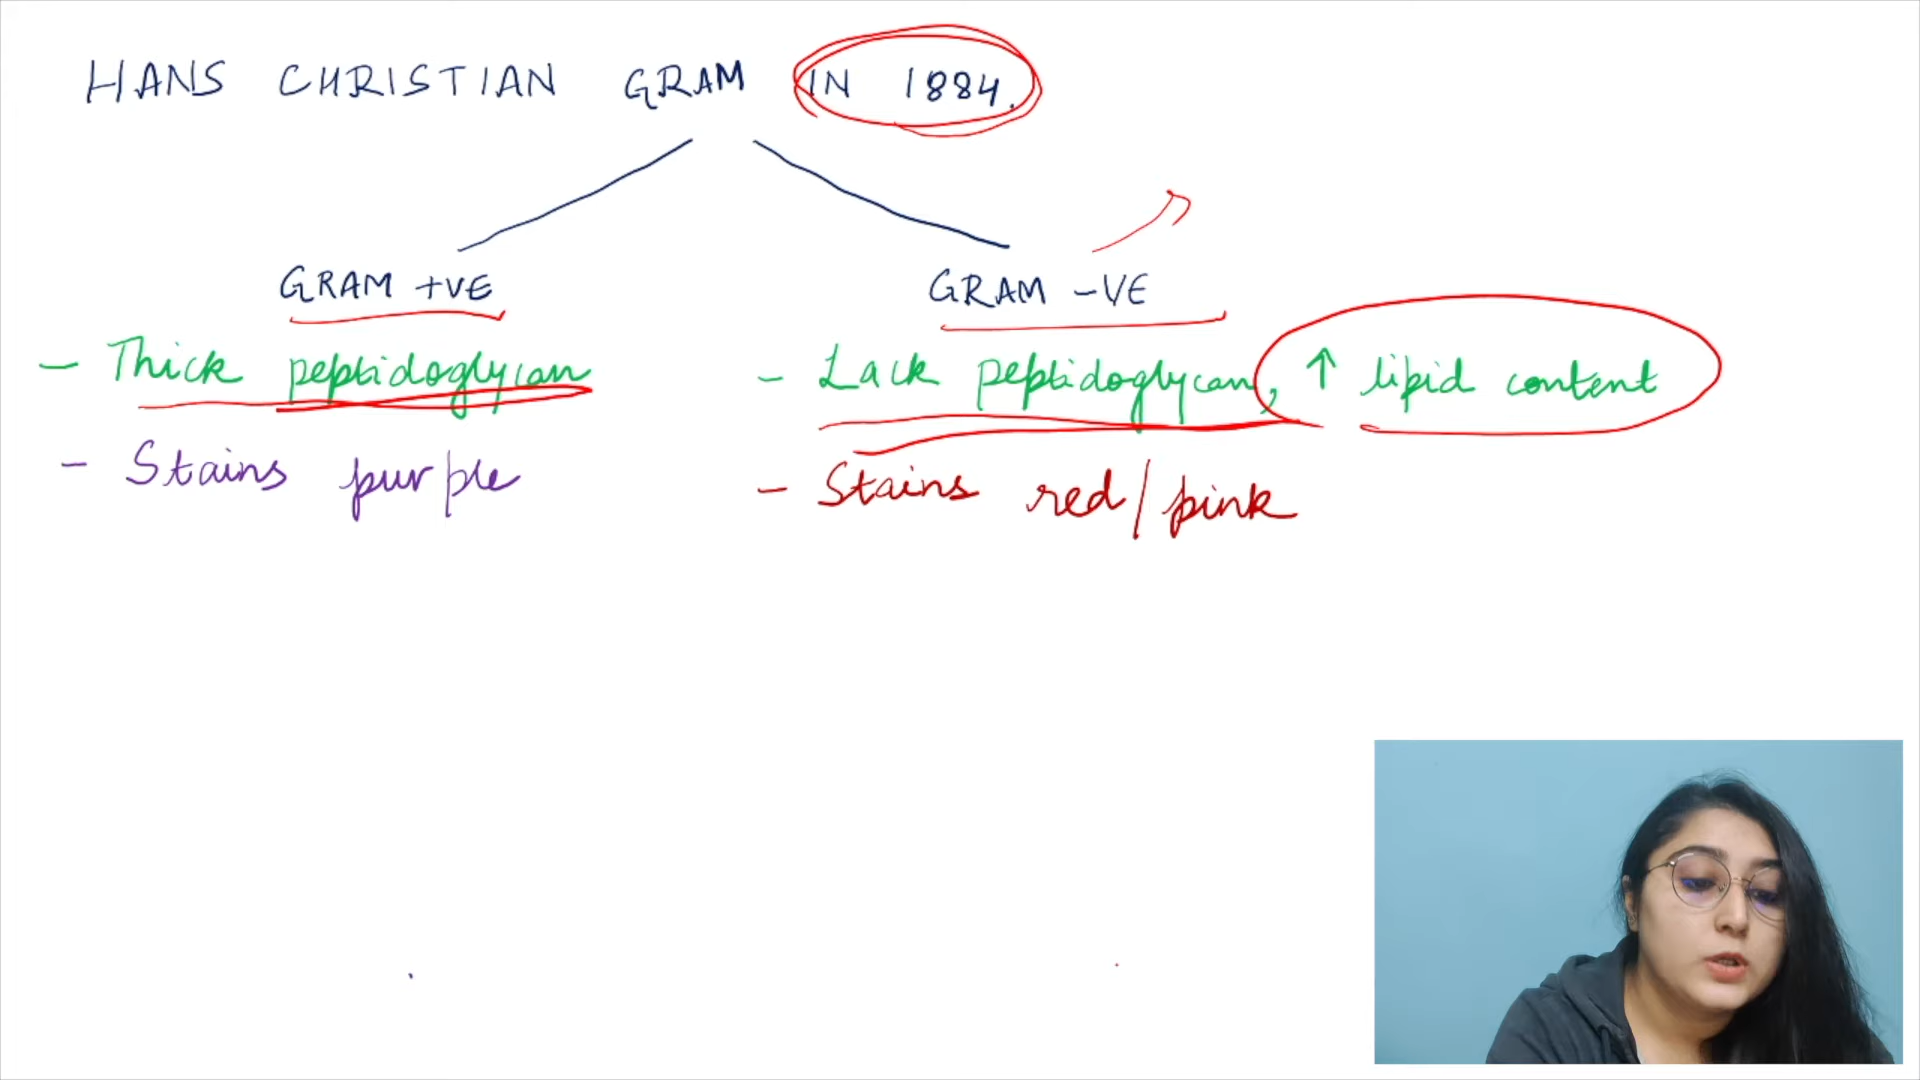 HANS CHRISTIAN GRAM IN 1884.
GRAM +VE
GRAM -VE
- Thick peptidoglycan
- Lack peptidoglycan, ↑ lipid content
- Stains purple
- Stains red/pink